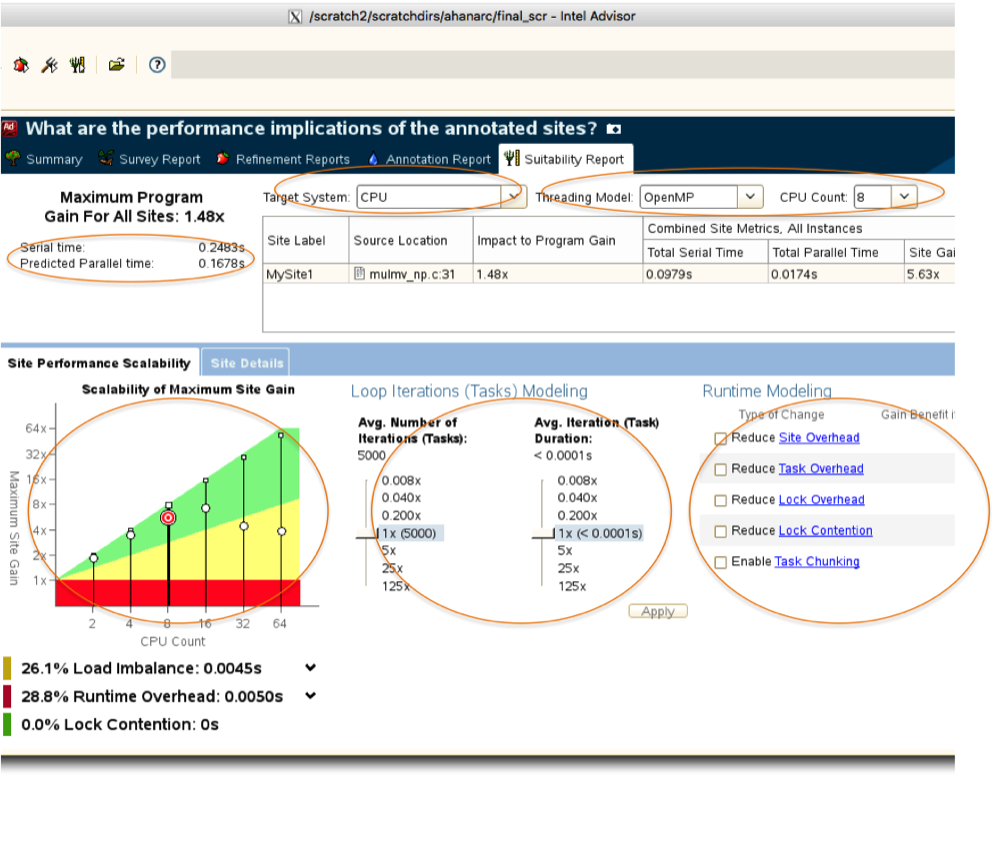 /scratch2/scratchdirs/ahanarc/final_scr - Intel Advisor
What are the performance implications of the annotated sites?
Summary Survey Report Refinement Reports Annotation Report Suitability Report
Maximum Program
Gain For All Sites: 1.48x
Serial time: 0.2483s
Predicted Parallel time: 0.1678s
Target System: CPU Threading Model: OpenMP CPU Count: 8
Site Label Source Location Impact to Program Gain Combined Site Metrics, All Instances
Total Serial Time Total Parallel Time Site Gai
MySite1 mulmv_np.c:31 1.48x 0.0979s 0.0174s 5.63x
Site Performance Scalability Site Details
Scalability of Maximum Site Gain
Maximum Site Gain
64x
32x
16x
8x
4x
2x
1x
2 4 8 16 32 64
CPU Count
Loop Iterations (Tasks) Modeling
Avg. Number of
Iterations (Tasks):
5000
0.008x
0.040x
0.200x
1x (5000)
5x
25x
125x
Avg. Iteration (Task)
Duration:
< 0.0001s
0.008x
0.040x
0.200x
1x (< 0.0001s)
5x
25x
125x
Apply
Runtime Modeling
Type of Change Gain Benefit i
Reduce Site Overhead
Reduce Task Overhead
Reduce Lock Overhead
Reduce Lock Contention
Enable Task Chunking
26.1% Load Imbalance: 0.0045s
28.8% Runtime Overhead: 0.0050s
0.0% Lock Contention: 0s